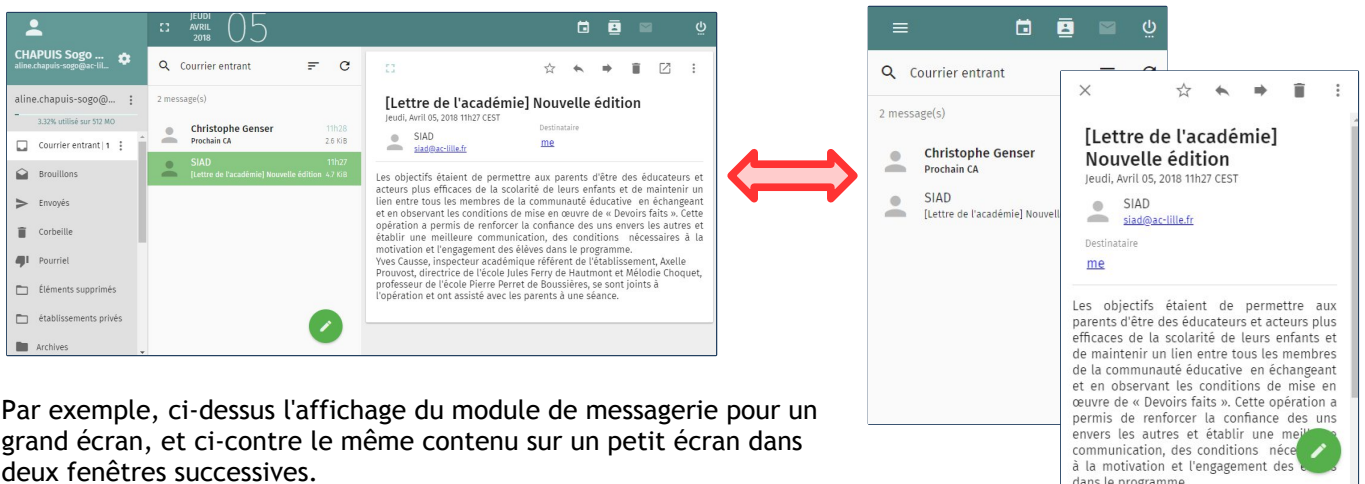 JEUDI
AVRIL
2018
05
CHAPUIS Sogo ...
aline.chapuis-sogo@ac-lil...
aline.chapuis-sogo@...
3.32% utilisé sur 512 MO
Courrier entrant | 1
Brouillons
Envoyés
Corbeille
Pourriel
Éléments supprimés
établissements privés
Archives
Courrier entrant
2 message(s)
Christophe Genser 11h28
Prochain CA 2.6 KiB
SIAD 11h27
[Lettre de l'académie] Nouvelle édition 4.7 KiB
[Lettre de l'académie] Nouvelle édition
Jeudi, Avril 05, 2018 11h27 CEST
SIAD
siad@ac-lille.fr
Destinataire
me
Les objectifs étaient de permettre aux parents d'être des éducateurs et
acteurs plus efficaces de la scolarité de leurs enfants et de maintenir un
lien entre tous les membres de la communauté éducative en échangeant
et en observant les conditions de mise en œuvre de « Devoirs faits ». Cette
opération a permis de renforcer la confiance des uns envers les autres et
établir une meilleure communication, des conditions nécessaires à la
motivation et l'engagement des élèves dans le programme.
Yves Causse, inspecteur académique référent de l'établissement, Axelle
Prouvost, directrice de l'école Jules Ferry de Hautmont et Mélodie Choquet,
professeur de l'école Pierre Perret de Boussières, se sont joints à
l'opération et ont assisté avec les parents à une séance.
Courrier entrant
2 message(s)
Christophe Genser
Prochain CA
SIAD
[Lettre de l'académie] Nouvell
[Lettre de l'académie]
Nouvelle édition
Jeudi, Avril 05, 2018 11h27 CEST
SIAD
siad@ac-lille.fr
Destinataire
me
Les objectifs étaient de permettre aux
parents d'être des éducateurs et acteurs plus
efficaces de la scolarité de leurs enfants et
de maintenir un lien entre tous les membres
de la communauté éducative en échangeant
et en observant les conditions de mise en
œuvre de « Devoirs faits ». Cette opération a
permis de renforcer la confiance des uns
envers les autres et établir une mei
communication, des conditions néce
à la motivation et l'engagement des
dans le programme.
Par exemple, ci-dessus l'affichage du module de messagerie pour un
grand écran, et ci-contre le même contenu sur un petit écran dans
deux fenêtres successives.